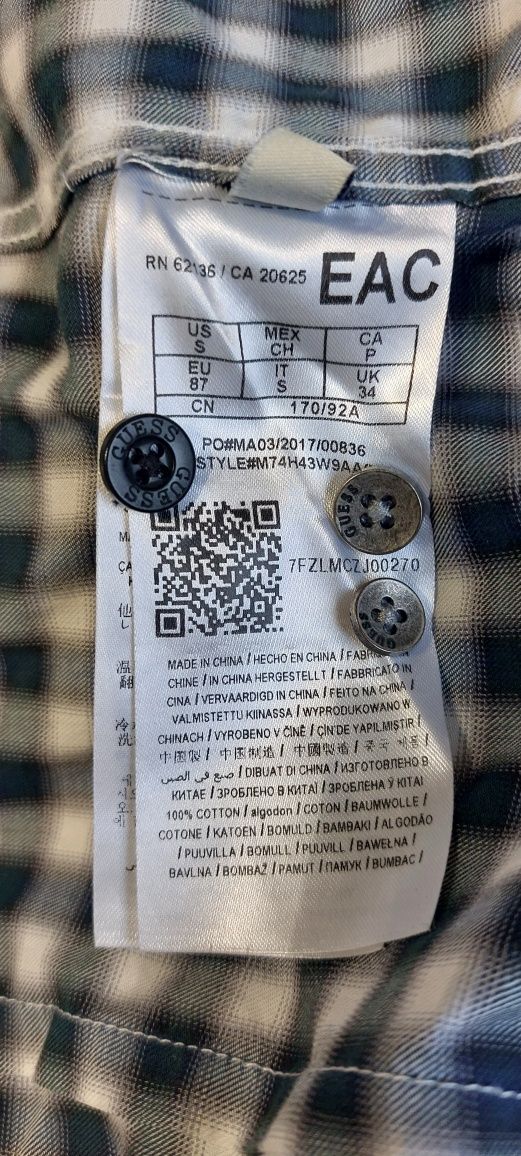 RN 62136 / CA 20625 EAC
US S MEX CH CA P
EU 87 IT S UK 34
CN 170/92A
PO#MA03/2017/00836
STYLE#M74H43W9AA
GUESS GUESS
GUESS
7FZLMCZJ00270
GUESS
MADE IN CHINA / HECHO EN CHINA /
CHINE / IN CHINA HERGESTELLT / FABBRICATO IN
CINA / VERVAARDIGD IN CHINA / FEITO NA CHINA /
VALMISTETTU KIINASSA / WYPRODUKOWANO W
CHINACH / VYROBENO V ČÍNĚ / ÇİN'DE YAPILMIŞTIR /
中国製 / 中国制造 / 中國製造 / 중국 제품 /
صنع في الصين / DIBUAT DI CHINA / ИЗГОТОВЛЕНО В
КИТАЕ / ЗРОБЛЕНО В КИТАЇ / ЗРОБЛЕНА Ў КІТАІ
100% COTTON / algodon / COTON / BAUMWOLLE /
COTONE / KATOEN / BOMULD / BAMBAKI / ALGODÃO
/ PUUVILLA / BOMULL / PUUVILL / BAWEŁNA /
BAVLNA / BOMBAŽ / PAMUT / ПАМУК / BUMBAC /